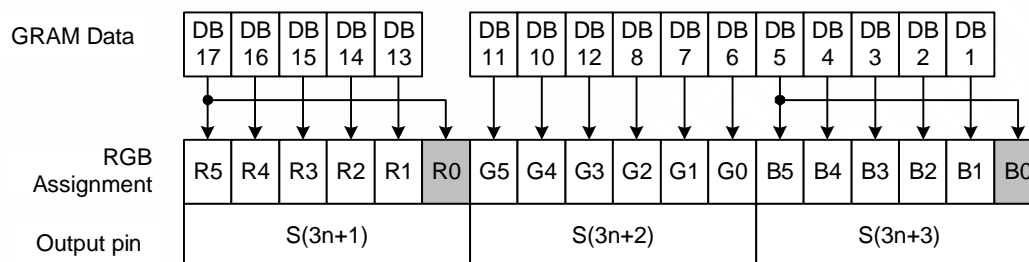 GRAM Data
DB DB DB DB DB DB DB DB DB DB DB DB DB DB DB DB
17 16 15 14 13 11 10 12 8 7 6 5 4 3 2 1
RGB Assignment
R5 R4 R3 R2 R1 R0 G5 G4 G3 G2 G1 G0 B5 B4 B3 B2 B1 B0
Output pin
S(3n+1) S(3n+2) S(3n+3)